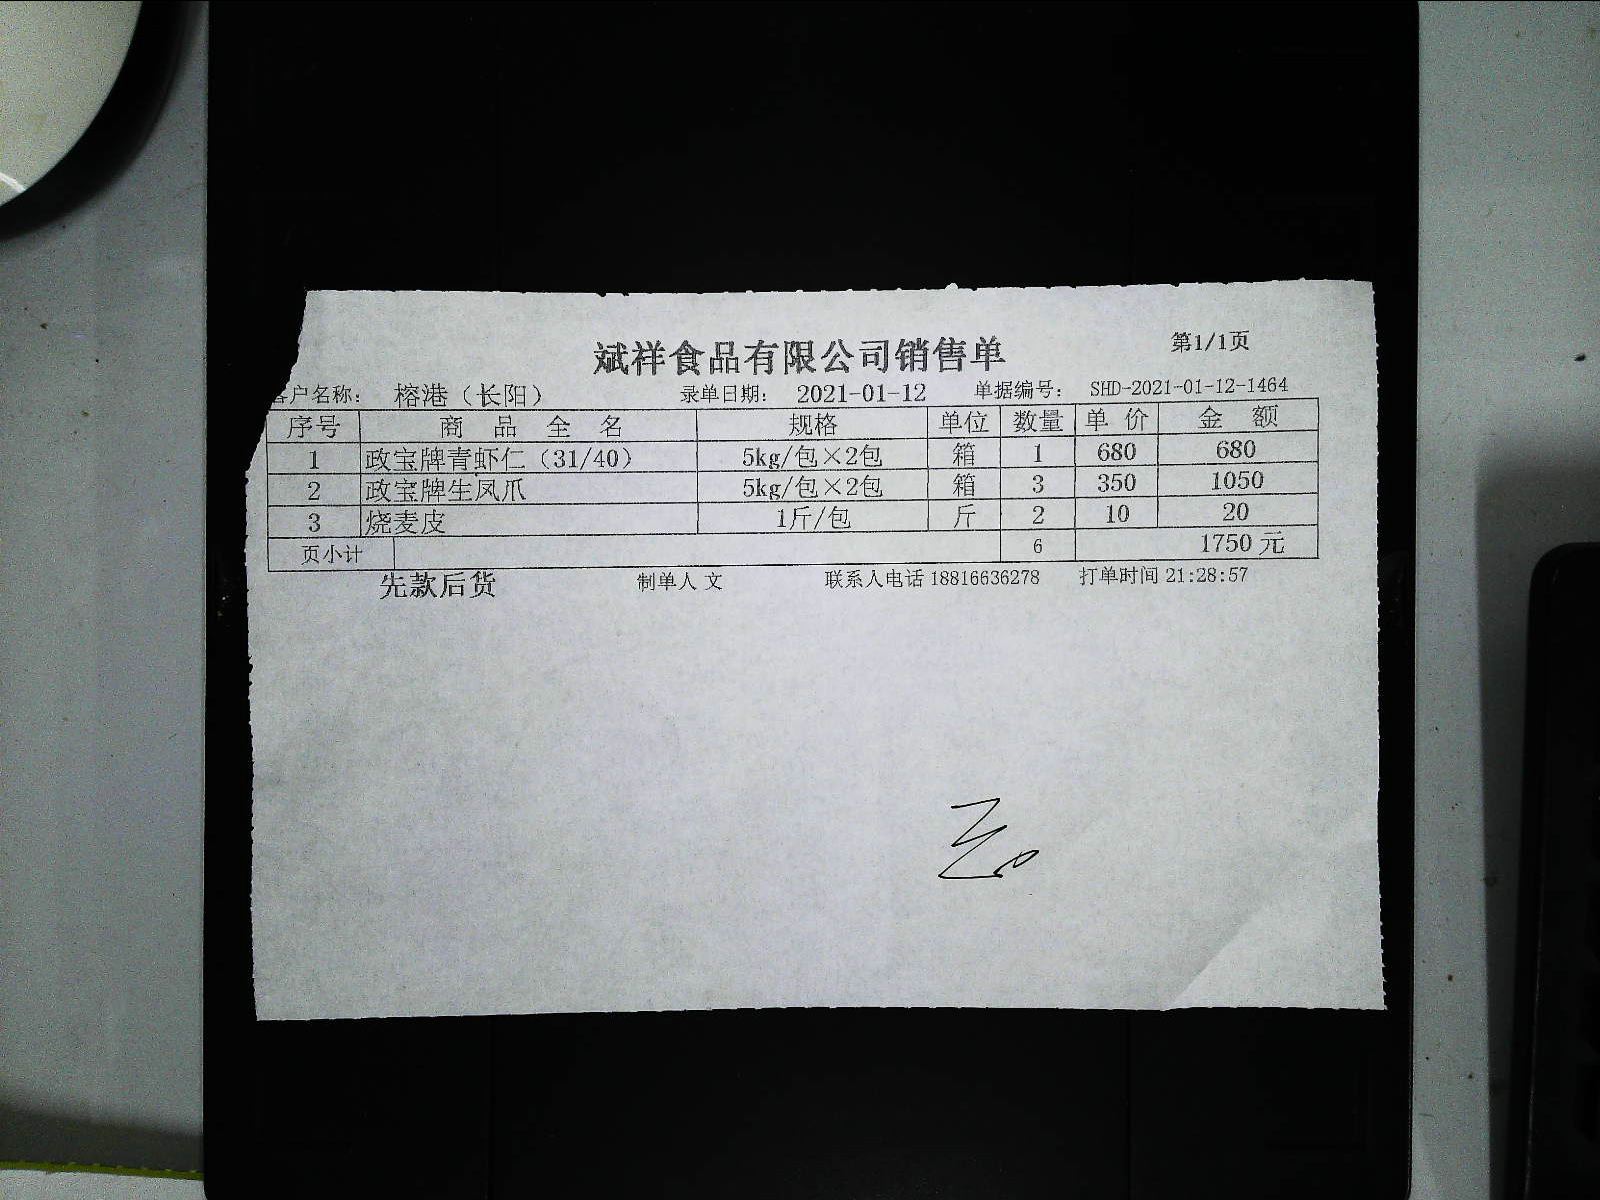 斌祥食品有限公司销售单
第1/1页
客户名称： 榕港（长阳） 录单日期： 2021-01-12 单据编号： SHD-2021-01-12-1464
序号 商品全名 规格 单位 数量 单价 金额
1 政宝牌青虾仁（31/40） 5kg/包×2包 箱 1 680 680
2 政宝牌生凤爪 5kg/包×2包 箱 3 350 1050
3 烧麦皮 1斤/包 斤 2 10 20
页小计 6 1750 元
先款后货 制单人 文 联系人电话 18816636278 打单时间 21:28:57